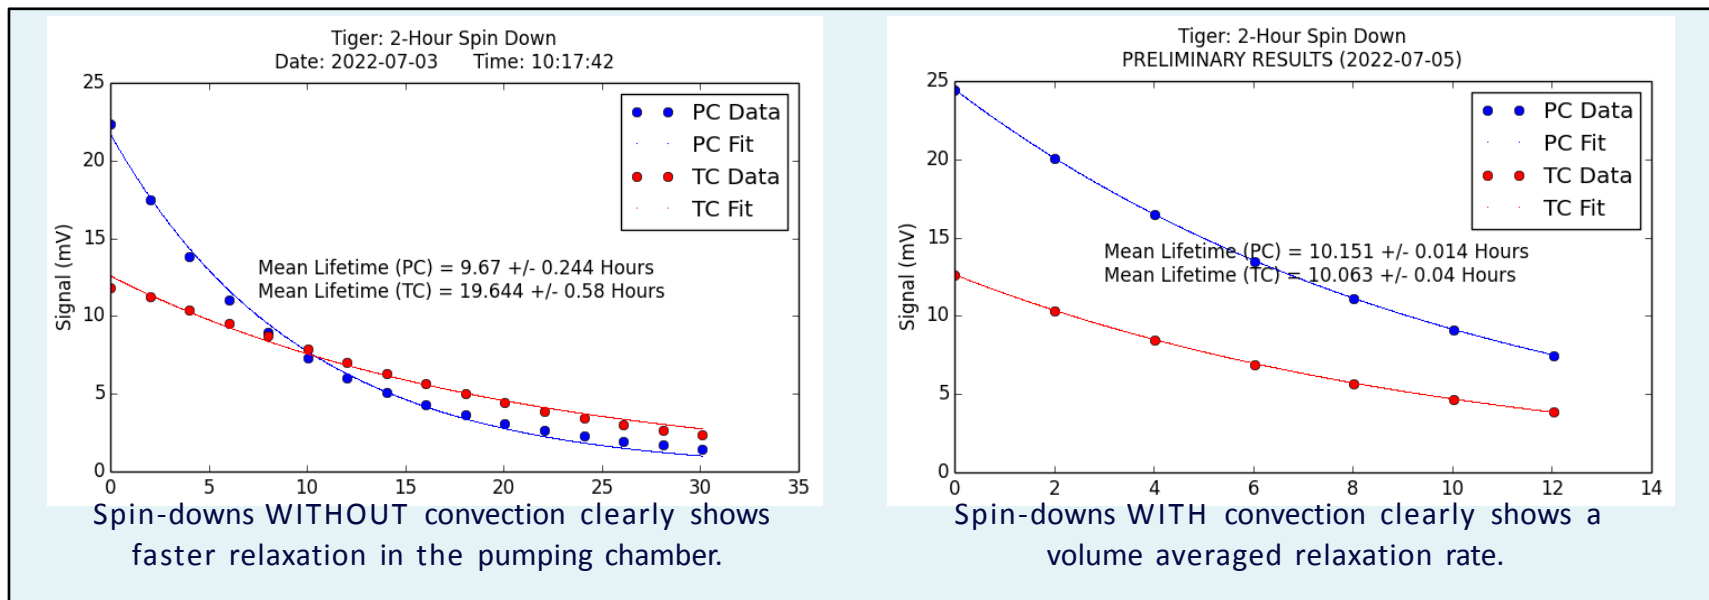 Tiger: 2-Hour Spin Down
Date: 2022-07-03 Time: 10:17:42
25
20
15
10
5
0
Signal (mV)
PC Data
PC Fit
TC Data
TC Fit
Mean Lifetime (PC) = 9.67 +/- 0.244 Hours
Mean Lifetime (TC) = 19.644 +/- 0.58 Hours
0 5 10 15 20 25 30 35
Spin-downs WITHOUT convection clearly shows
faster relaxation in the pumping chamber.
Tiger: 2-Hour Spin Down
PRELIMINARY RESULTS (2022-07-05)
25
20
15
10
5
0
Signal (mV)
PC Data
PC Fit
TC Data
TC Fit
Mean Lifetime (PC) = 10.151 +/- 0.014 Hours
Mean Lifetime (TC) = 10.063 +/- 0.04 Hours
0 2 4 6 8 10 12 14
Spin-downs WITH convection clearly shows a
volume averaged relaxation rate.